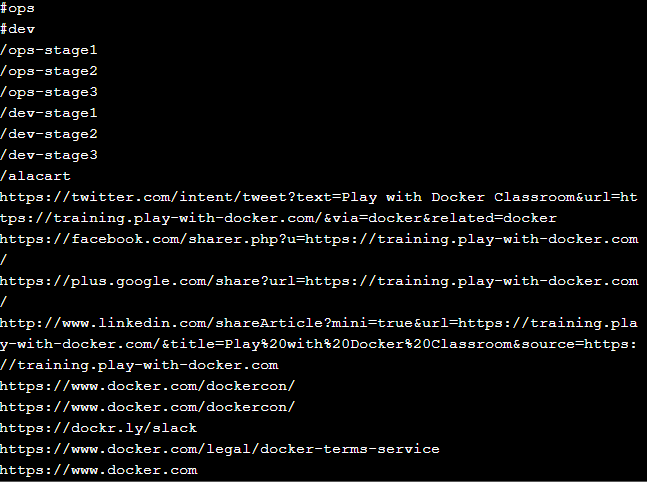 #ops
#dev
/ops-stage1
/ops-stage2
/ops-stage3
/dev-stage1
/dev-stage2
/dev-stage3
/alacart
https://twitter.com/intent/tweet?text=Play with Docker Classroom&url=ht
tps://training.play-with-docker.com/&via=docker&related=docker
https://facebook.com/sharer.php?u=https://training.play-with-docker.com
/
https://plus.google.com/share?url=https://training.play-with-docker.com
/
http://www.linkedin.com/shareArticle?mini=true&url=https://training.pla
y-with-docker.com/&title=Play%20with%20Docker%20Classroom&source=https:
//training.play-with-docker.com
https://www.docker.com/dockercon/
https://www.docker.com/dockercon/
https://dockr.ly/slack
https://www.docker.com/legal/docker-terms-service
https://www.docker.com